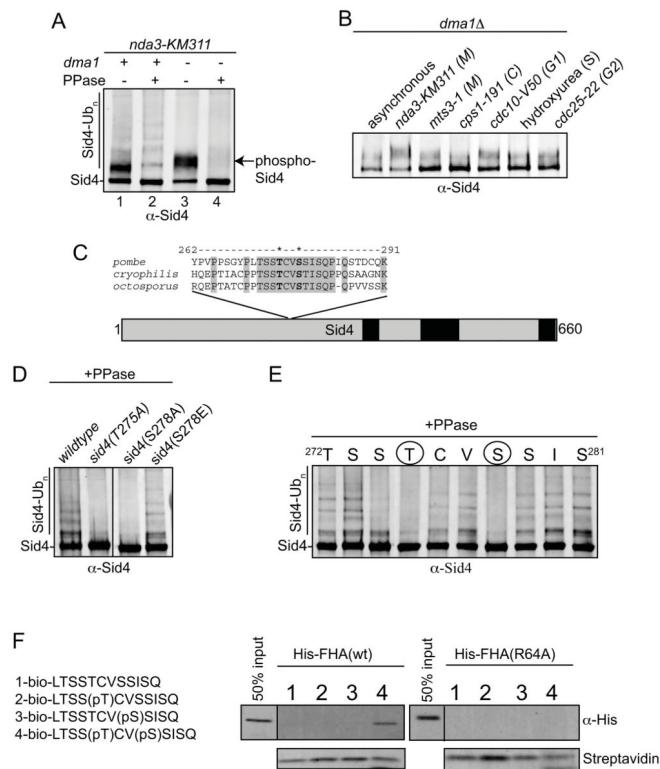 A
nda3-KM311
dma1 + + - -
PPase - + - +
Sid4-Ubn
Sid4-
phospho-Sid4
1 2 3 4
α-Sid4
B
dma1Δ
asynchronous
nda3-KM311 (M)
mts3-1 (M)
cps1-191 (C)
cdc10-V50 (G1)
hydroxyurea (S)
cdc25-22 (G2)
α-Sid4
C
262--------------*--*------------291
pombe YPVPPSGYPLTSSTCVSSISQPIQSTDCQK
cryophilis HQEPTIACPPTSSTCVSTISQPPQSAAGNK
octosporus RQEPTATCPPTSSTCVSTISQP-QPVVSSK
1 Sid4 660
D
+PPase
wildtype
sid4(T275A)
sid4(S278A)
sid4(S278E)
Sid4-Ubn
Sid4-
α-Sid4
E
+PPase
272T S S T C V S S I S281
Sid4-Ubn
Sid4-
α-Sid4
F
1-bio-LTSSTCVSSISQ
2-bio-LTSS(pT)CVSSISQ
3-bio-LTSSTCV(pS)SISQ
4-bio-LTSS(pT)CV(pS)SISQ
50% input
His-FHA(wt)
1 2 3 4
50% input
His-FHA(R64A)
1 2 3 4
α-His
Streptavidin